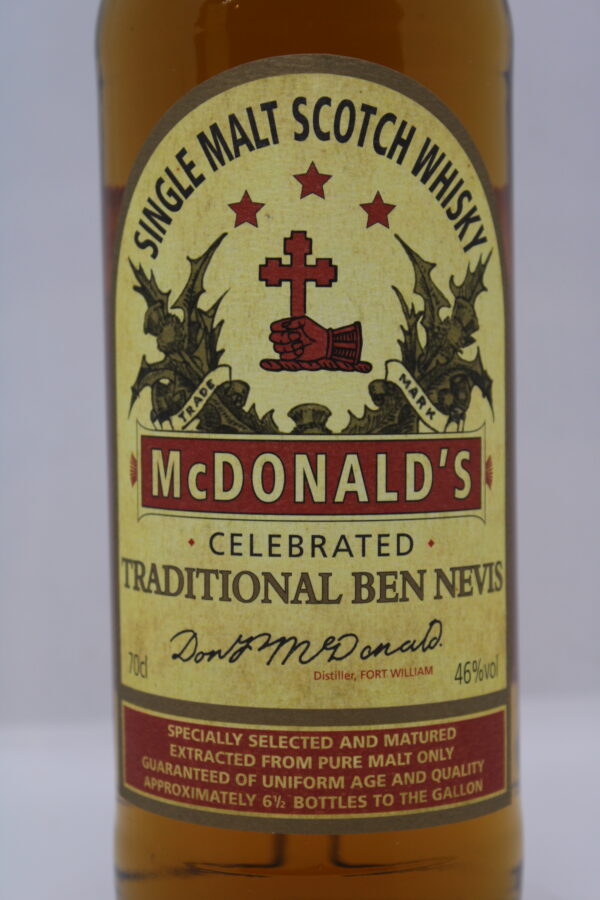 SINGLE MALT SCOTCH WHISKY
TRADE MARK
McDONALD'S
· CELEBRATED ·
TRADITIONAL BEN NEVIS
Don P McDonald.
70cl
Distiller, FORT WILLIAM
46%vol
SPECIALLY SELECTED AND MATURED
EXTRACTED FROM PURE MALT ONLY
GUARANTEED OF UNIFORM AGE AND QUALITY
APPROXIMATELY 6½ BOTTLES TO THE GALLON